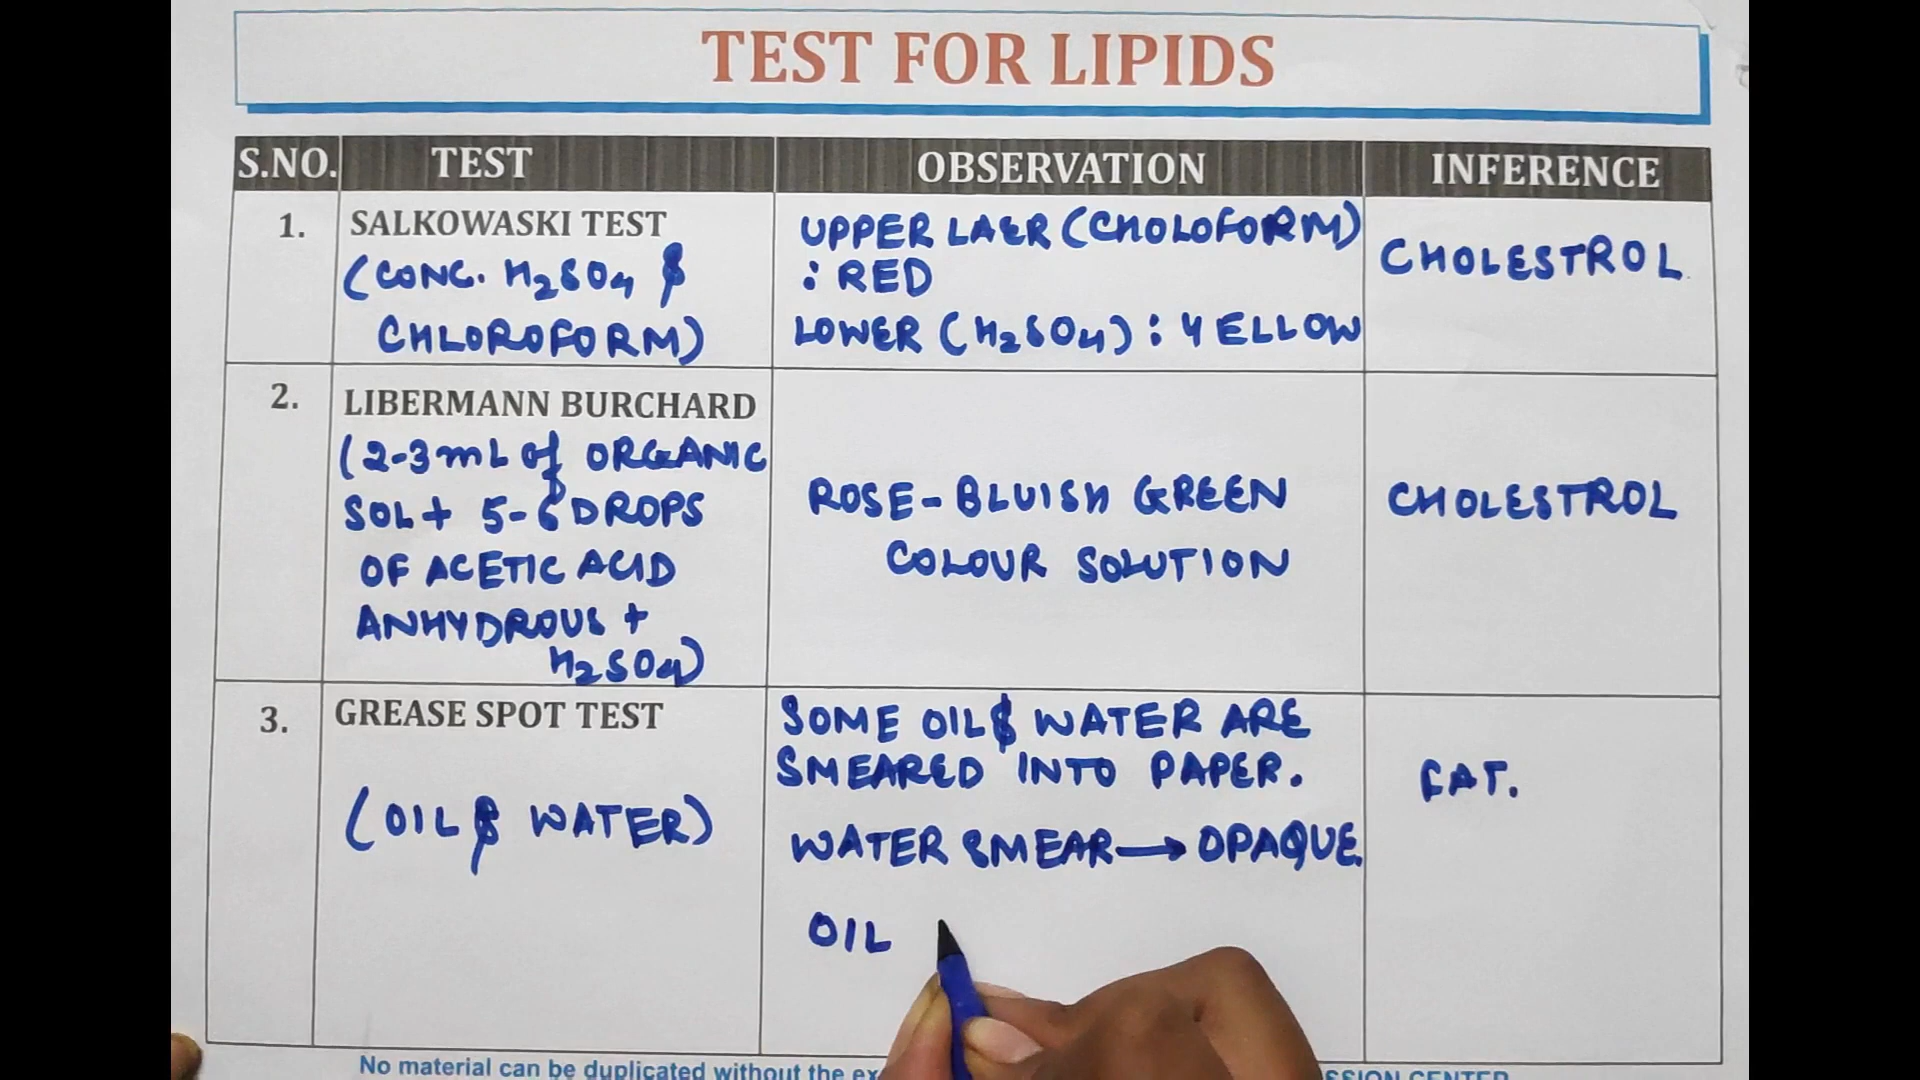 TEST FOR LIPIDS
S.NO. TEST OBSERVATION INFERENCE
1. SALKOWASKI TEST
(CONC. H₂SO₄ &
CHLOROFORM)
UPPER LAER (CHOLOFORM)
: RED
LOWER (H₂SO₄) : YELLOW
CHOLESTROL
2. LIBERMANN BURCHARD
(2-3mL of ORGANIC
SOL + 5-6 DROPS
OF ACETIC ACID
ANHYDROUS +
H₂SO₄)
ROSE - BLUISH GREEN
COLOUR SOLUTION
CHOLESTROL
3. GREASE SPOT TEST
(OIL & WATER)
SOME OIL & WATER ARE
SMEARED INTO PAPER.
WATER SMEAR → OPAQUE.
OIL
FAT.
No material can be duplicated without the
CENTER